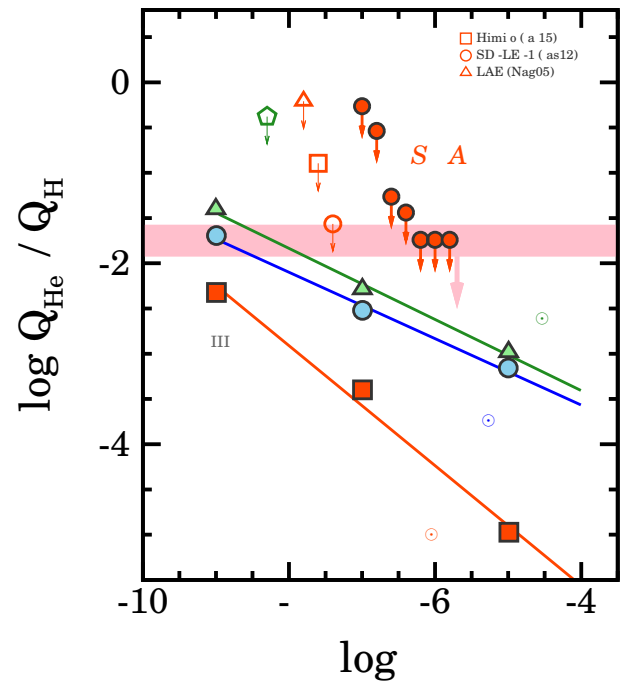 Himi o ( a 15)
SD -LE -1 ( as12)
LAE (Nag05)
0
S A
-2
III
-4
-10
-
-6
-4
log Q_He / Q_H
log